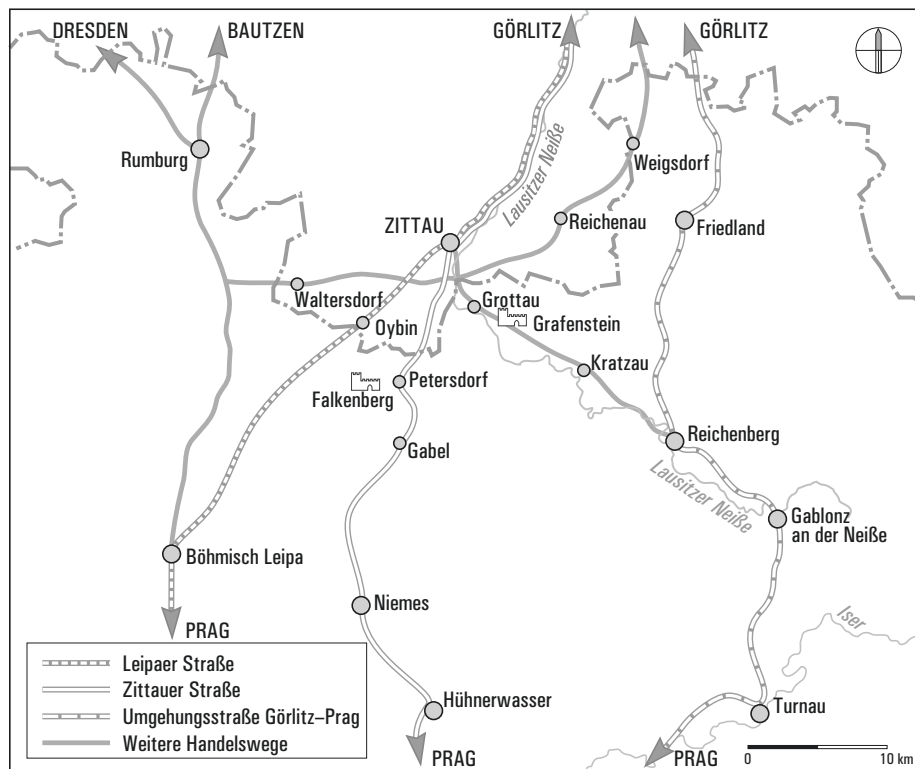 DRESDEN
BAUTZEN
GÖRLITZ
GÖRLITZ
Rumburg
Lausitzer Neiße
Weigsdorf
ZITTAU
Reichenau
Friedland
Waltersdorf
Grottau
Oybin
Grafenstein
Kratzau
Petersdorf
Falkenberg
Gabel
Reichenberg
Lausitzer Neiße
Gablonz
an der Neiße
Böhmisch Leipa
Niemes
Iser
PRAG
Leipaer Straße
Zittauer Straße
Umgehungsstraße Görlitz–Prag
Weitere Handelswege
Hühnerwasser
Turnau
PRAG
PRAG
0 10 km